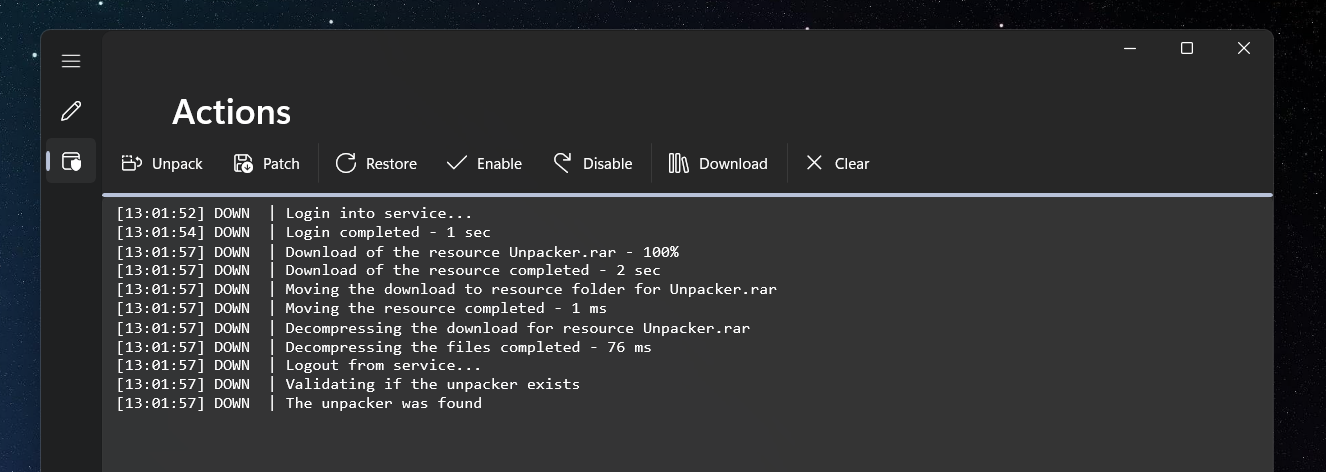 Actions
Unpack Patch Restore Enable Disable Download Clear
[13:01:52] DOWN | Login into service...
[13:01:54] DOWN | Login completed - 1 sec
[13:01:57] DOWN | Download of the resource Unpacker.rar - 100%
[13:01:57] DOWN | Download of the resource completed - 2 sec
[13:01:57] DOWN | Moving the download to resource folder for Unpacker.rar
[13:01:57] DOWN | Moving the resource completed - 1 ms
[13:01:57] DOWN | Decompressing the download for resource Unpacker.rar
[13:01:57] DOWN | Decompressing the files completed - 76 ms
[13:01:57] DOWN | Logout from service...
[13:01:57] DOWN | Validating if the unpacker exists
[13:01:57] DOWN | The unpacker was found